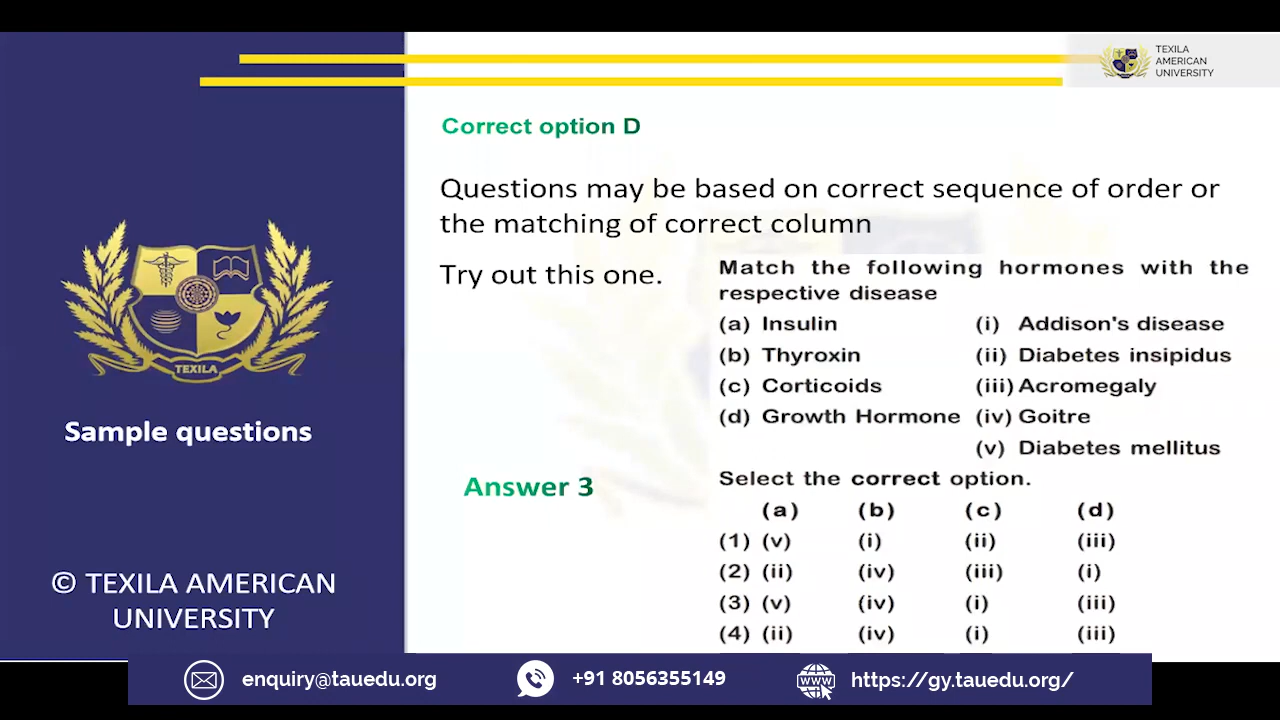 TEXILA
AMERICAN
UNIVERSITY
Correct option D
Questions may be based on correct sequence of order or
the matching of correct column
Try out this one.
Match the following hormones with the
respective disease
(a) Insulin (i) Addison's disease
(b) Thyroxin (ii) Diabetes insipidus
(c) Corticoids (iii) Acromegaly
(d) Growth Hormone (iv) Goitre
(v) Diabetes mellitus
Select the correct option.
(a) (b) (c) (d)
(1) (v) (i) (ii) (iii)
(2) (ii) (iv) (iii) (i)
(3) (v) (iv) (i) (iii)
(4) (ii) (iv) (i) (iii)
Answer 3
TEXILA
Sample questions
© TEXILA AMERICAN
UNIVERSITY
enquiry@tauedu.org
+91 8056355149
WWW
https://gy.tauedu.org/